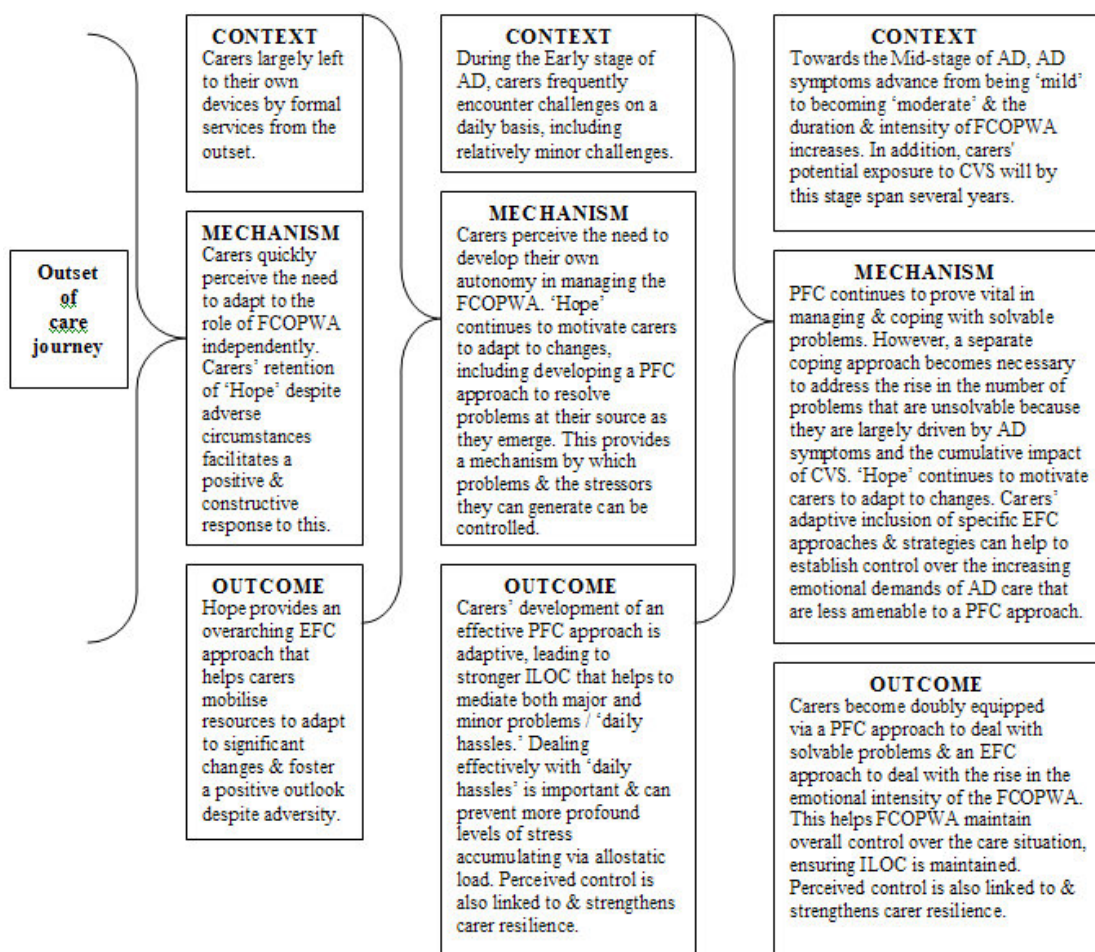 Outset
of
care
journey
CONTEXT
Carers largely left
to their own
devices by formal
services from the
outset.
MECHANISM
Carers quickly
perceive the need
to adapt to the
role of FCOPWA
independently.
Carers’ retention
of ‘Hope’ despite
adverse
circumstances
facilitates a
positive &
constructive
response to this.
OUTCOME
Hope provides an
overarching EFC
approach that
helps carers
mobilise
resources to adapt
to significant
changes & foster
a positive outlook
despite adversity.
CONTEXT
During the Early stage of
AD, carers frequently
encounter challenges on a
daily basis, including
relatively minor challenges.
MECHANISM
Carers perceive the need to
develop their own
autonomy in managing the
FCOPWA. ‘Hope’
continues to motivate carers
to adapt to changes,
including developing a PFC
approach to resolve
problems at their source as
they emerge. This provides
a mechanism by which
problems & the stressors
they can generate can be
controlled.
OUTCOME
Carers’ development of an
effective PFC approach is
adaptive, leading to
stronger ILOC that helps to
mediate both major and
minor problems / ‘daily
hassles.’ Dealing
effectively with ‘daily
hassles’ is important & can
prevent more profound
levels of stress
accumulating via allostatic
load. Perceived control is
also linked to & strengthens
carer resilience.
CONTEXT
Towards the Mid-stage of AD, AD
symptoms advance from being ‘mild’
to becoming ‘moderate’ & the
duration & intensity of FCOPWA
increases. In addition, carers'
potential exposure to CVS will by
this stage span several years.
MECHANISM
PFC continues to prove vital in
managing & coping with solvable
problems. However, a separate
coping approach becomes necessary
to address the rise in the number of
problems that are unsolvable because
they are largely driven by AD
symptoms and the cumulative impact
of CVS. ‘Hope’ continues to motivate
carers to adapt to changes. Carers’
adaptive inclusion of specific EFC
approaches & strategies can help to
establish control over the increasing
emotional demands of AD care that
are less amenable to a PFC approach.
OUTCOME
Carers become doubly equipped
via a PFC approach to deal with
solvable problems & an EFC
approach to deal with the rise in the
emotional intensity of the FCOPWA.
This helps FCOPWA maintain
overall control over the care situation,
ensuring ILOC is maintained.
Perceived control is also linked to &
strengthens carer resilience.